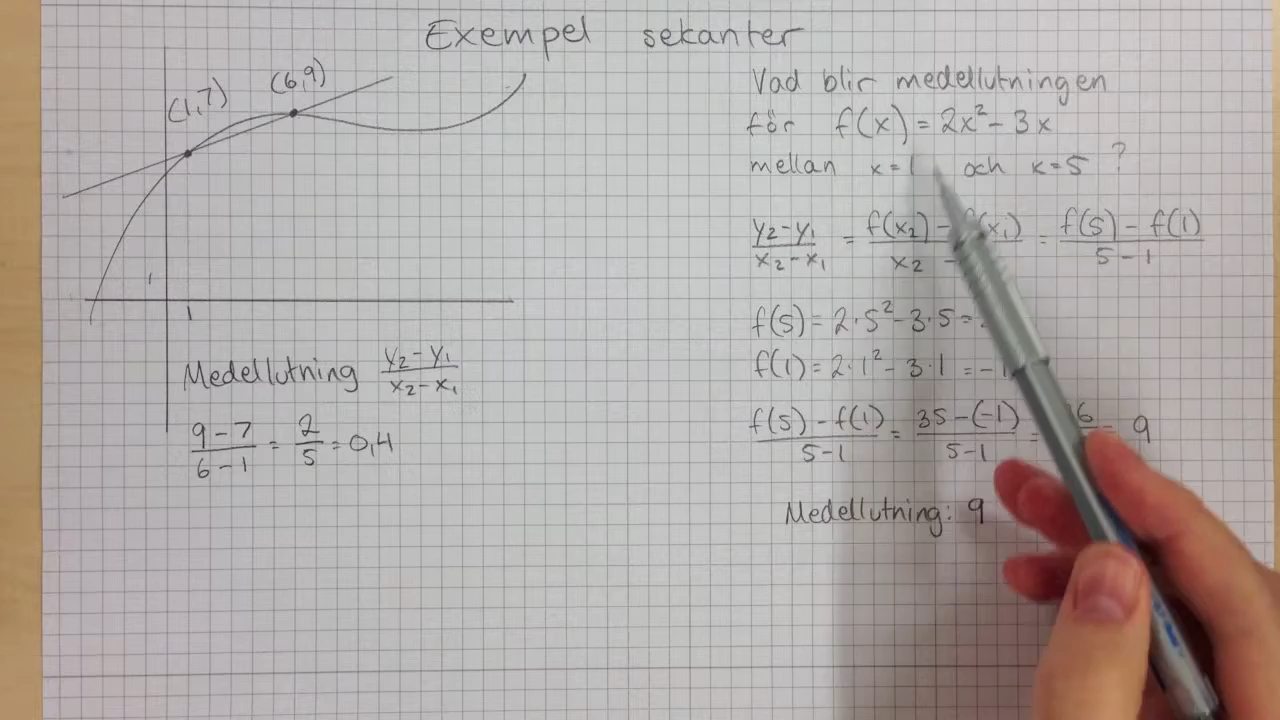 Exempel sekanter
(1,7)
(6,9)
1
1
Medellutning y₂-y₁/x₂-x₁
9-7/6-1 = 2/5 = 0,4
Vad blir medellutningen
för f(x) = 2x²-3x
mellan x=1 och x=5 ?
y₂-y₁/x₂-x₁ = f(x₂)-f(x₁)/x₂- = f(5)-f(1)/5-1
f(5) = 2·5²-3·5 =
f(1) = 2·1²-3·1 = -1
f(5)-f(1)/5-1 = 35-(-1)/5-1 = 6 = 9
Medellutning: 9